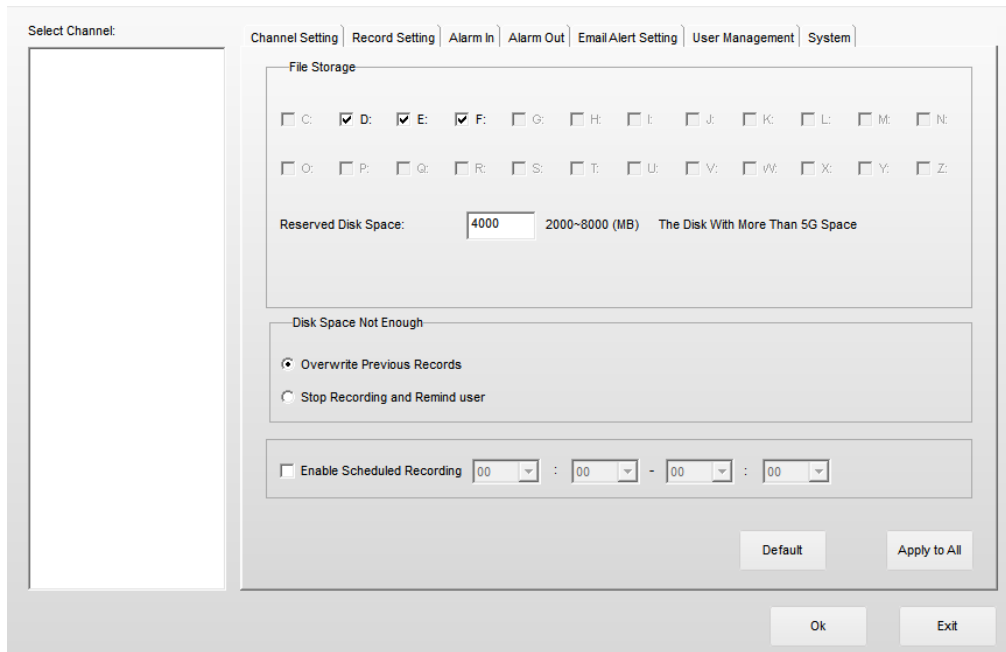 Select Channel:
Channel Setting Record Setting Alarm In Alarm Out Email Alert Setting User Management System
File Storage
C: D: E: F: G: H: I: J: K: L: M: N:
O: P: Q: R: S: T: U: V: W: X: Y: Z:
Reserved Disk Space: 4000 2000~8000 (MB) The Disk With More Than 5G Space
Disk Space Not Enough
Overwrite Previous Records
Stop Recording and Remind user
Enable Scheduled Recording 00 : 00 - 00 : 00
Default Apply to All
Ok Exit